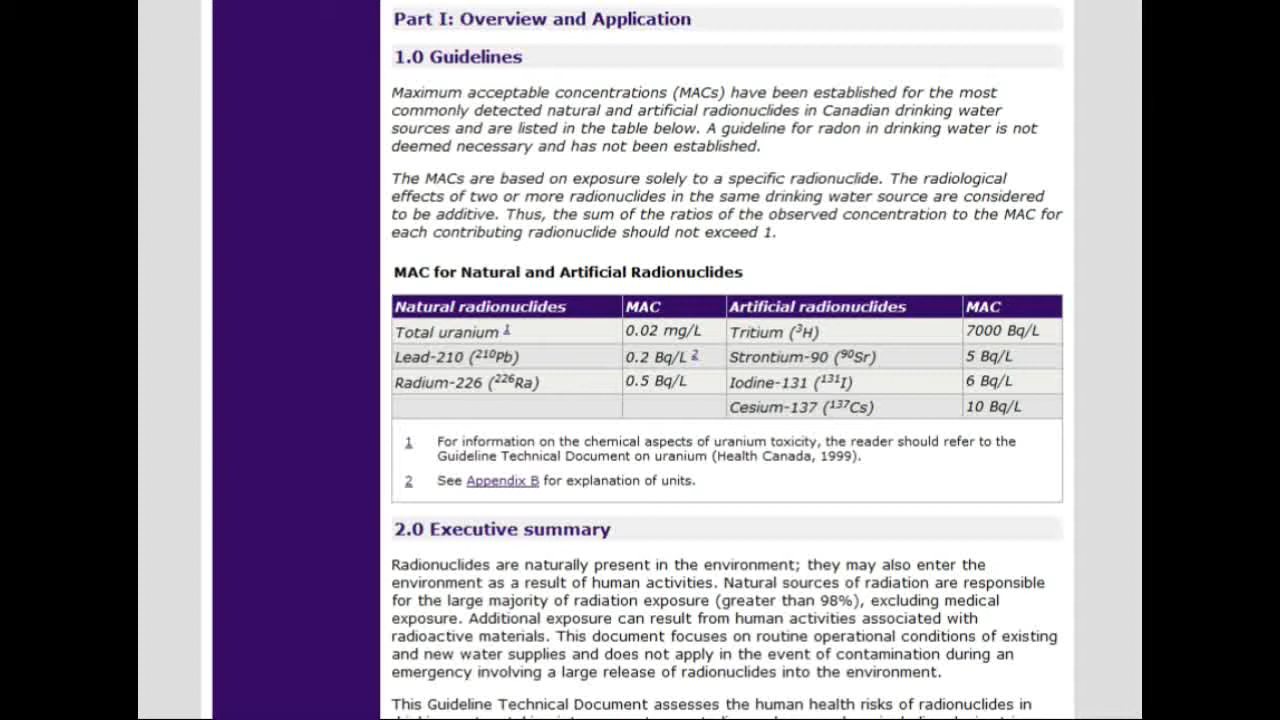 Part I: Overview and Application
1.0 Guidelines
Maximum acceptable concentrations (MACs) have been established for the most
commonly detected natural and artificial radionuclides in Canadian drinking water
sources and are listed in the table below. A guideline for radon in drinking water is not
deemed necessary and has not been established.
The MACs are based on exposure solely to a specific radionuclide. The radiological
effects of two or more radionuclides in the same drinking water source are considered
to be additive. Thus, the sum of the ratios of the observed concentration to the MAC for
each contributing radionuclide should not exceed 1.
MAC for Natural and Artificial Radionuclides
Natural radionuclides MAC Artificial radionuclides MAC
Total uranium 1 0.02 mg/L Tritium (³H) 7000 Bq/L
Lead-210 (²¹⁰Pb) 0.2 Bq/L 2 Strontium-90 (⁹⁰Sr) 5 Bq/L
Radium-226 (²²⁶Ra) 0.5 Bq/L Iodine-131 (¹³¹I) 6 Bq/L
Cesium-137 (¹³⁷Cs) 10 Bq/L
1 For information on the chemical aspects of uranium toxicity, the reader should refer to the
Guideline Technical Document on uranium (Health Canada, 1999).
2 See Appendix B for explanation of units.
2.0 Executive summary
Radionuclides are naturally present in the environment; they may also enter the
environment as a result of human activities. Natural sources of radiation are responsible
for the large majority of radiation exposure (greater than 98%), excluding medical
exposure. Additional exposure can result from human activities associated with
radioactive materials. This document focuses on routine operational conditions of existing
and new water supplies and does not apply in the event of contamination during an
emergency involving a large release of radionuclides into the environment.
This Guideline Technical Document assesses the human health risks of radionuclides in